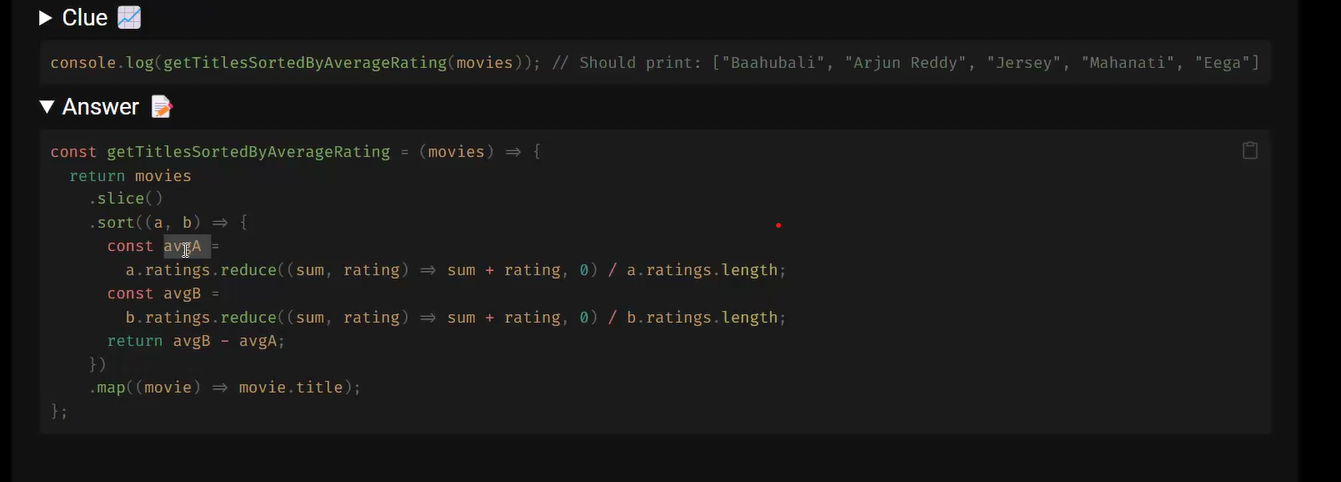 ▶ Clue 📈
console.log(getTitlesSortedByAverageRating(movies)); // Should print: ["Baahubali", "Arjun Reddy", "Jersey", "Mahanati", "Eega"]
▼ Answer 📝
const getTitlesSortedByAverageRating = (movies) => {
  return movies
    .slice()
    .sort((a, b) => {
      const avgA =
        a.ratings.reduce((sum, rating) => sum + rating, 0) / a.ratings.length;
      const avgB =
        b.ratings.reduce((sum, rating) => sum + rating, 0) / b.ratings.length;
      return avgB - avgA;
    })
    .map((movie) => movie.title);
};